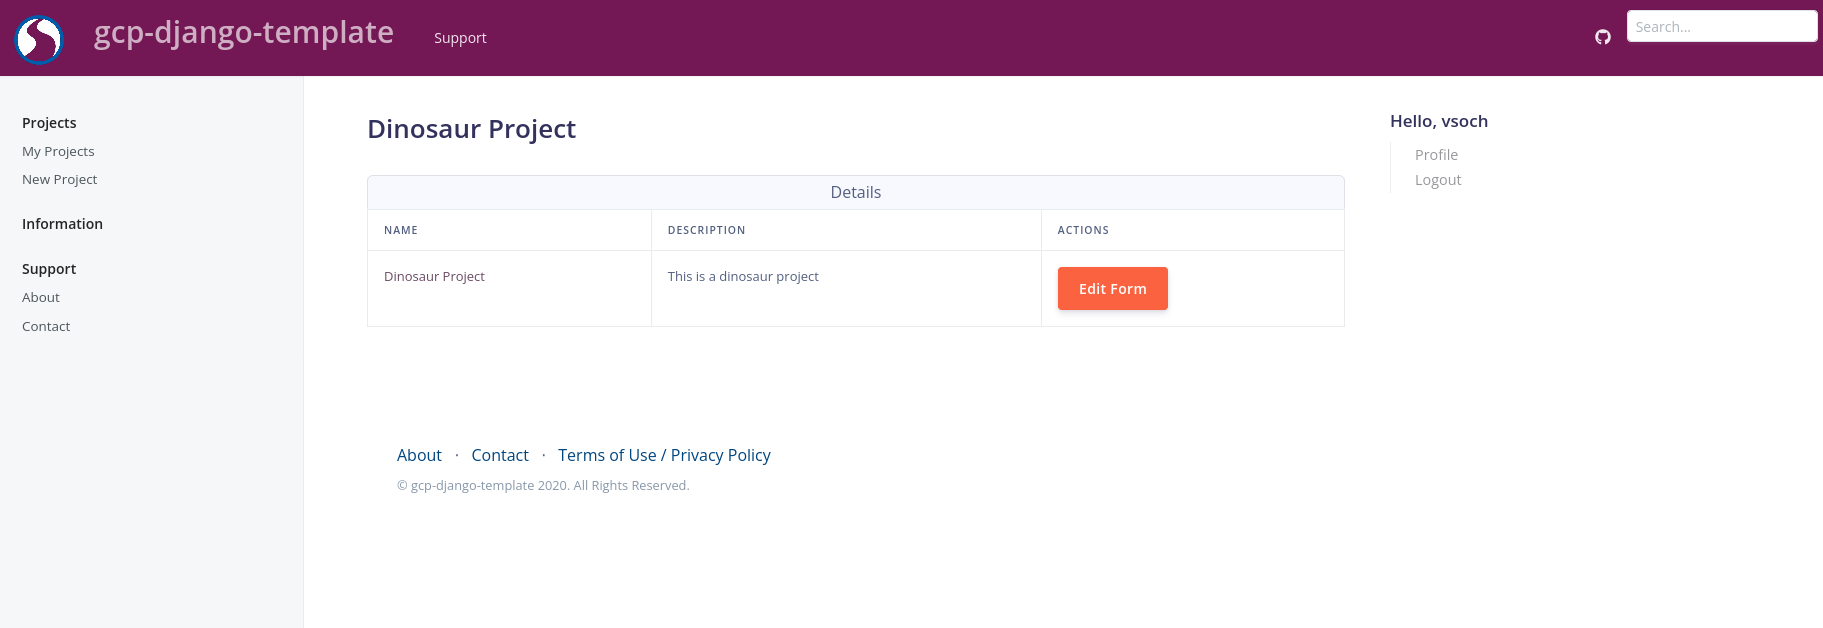 gcp-django-template
Support
Search...
Projects
My Projects
New Project
Information
Support
About
Contact
Dinosaur Project
Details
NAME DESCRIPTION ACTIONS
Dinosaur Project This is a dinosaur project Edit Form
About · Contact · Terms of Use / Privacy Policy
© gcp-django-template 2020. All Rights Reserved.
Hello, vsoch
Profile
Logout